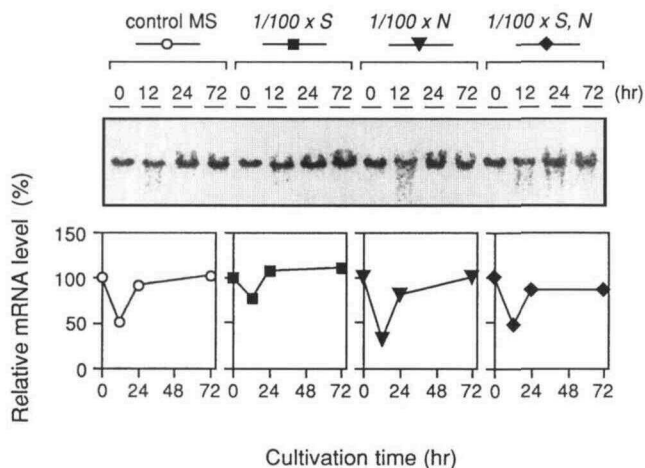 control MS 1/100 x S 1/100 x N 1/100 x S, N
0 12 24 72 0 12 24 72 0 12 24 72 0 12 24 72 (hr)
Relative mRNA level (%)
150
100
50
0
0 24 48 72 0 24 48 72 0 24 48 72 0 24 48 72
Cultivation time (hr)